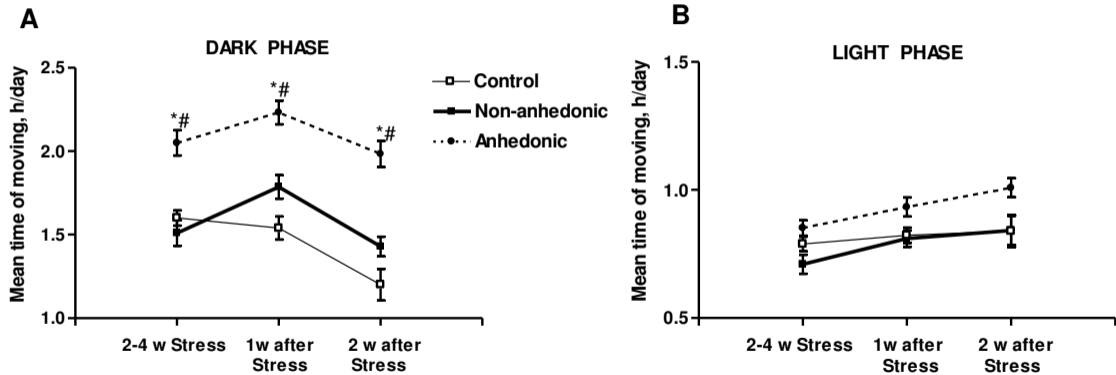 A
DARK PHASE
Mean time of moving, h/day
2.5
2.0
1.5
1.0
*#
*#
*#
Control
Non-anhedonic
Anhedonic
2-4 w Stress
1w after
Stress
2 w after
Stress
B
LIGHT PHASE
Mean time of moving, h/day
1.5
1.0
0.5
2-4 w Stress
1w after
Stress
2 w after
Stress